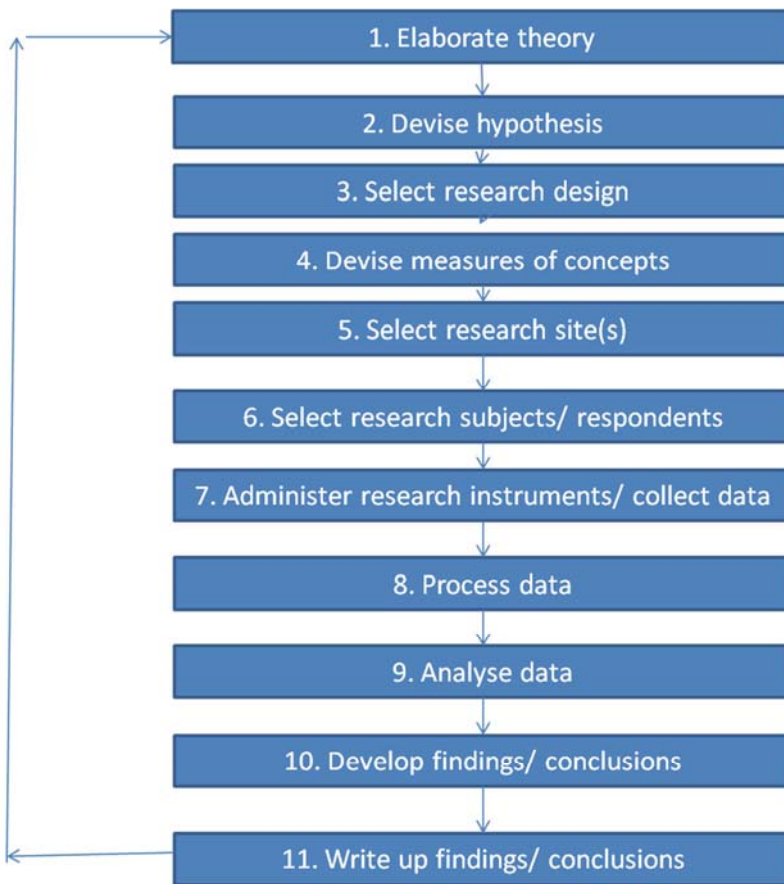 1. Elaborate theory
2. Devise hypothesis
3. Select research design
4. Devise measures of concepts
5. Select research site(s)
6. Select research subjects/ respondents
7. Administer research instruments/ collect data
8. Process data
9. Analyse data
10. Develop findings/ conclusions
11. Write up findings/ conclusions